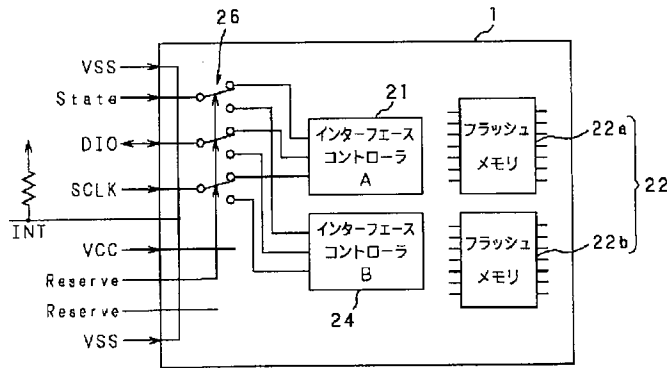 1
26
VSS
State
DIO
SCLK
INT
VCC
Reserve
Reserve
VSS
21
インターフェース
コントローラ
A
インターフェース
コントローラ
B
24
フラッシュ
メモリ
22a
フラッシュ
メモリ
22b
22